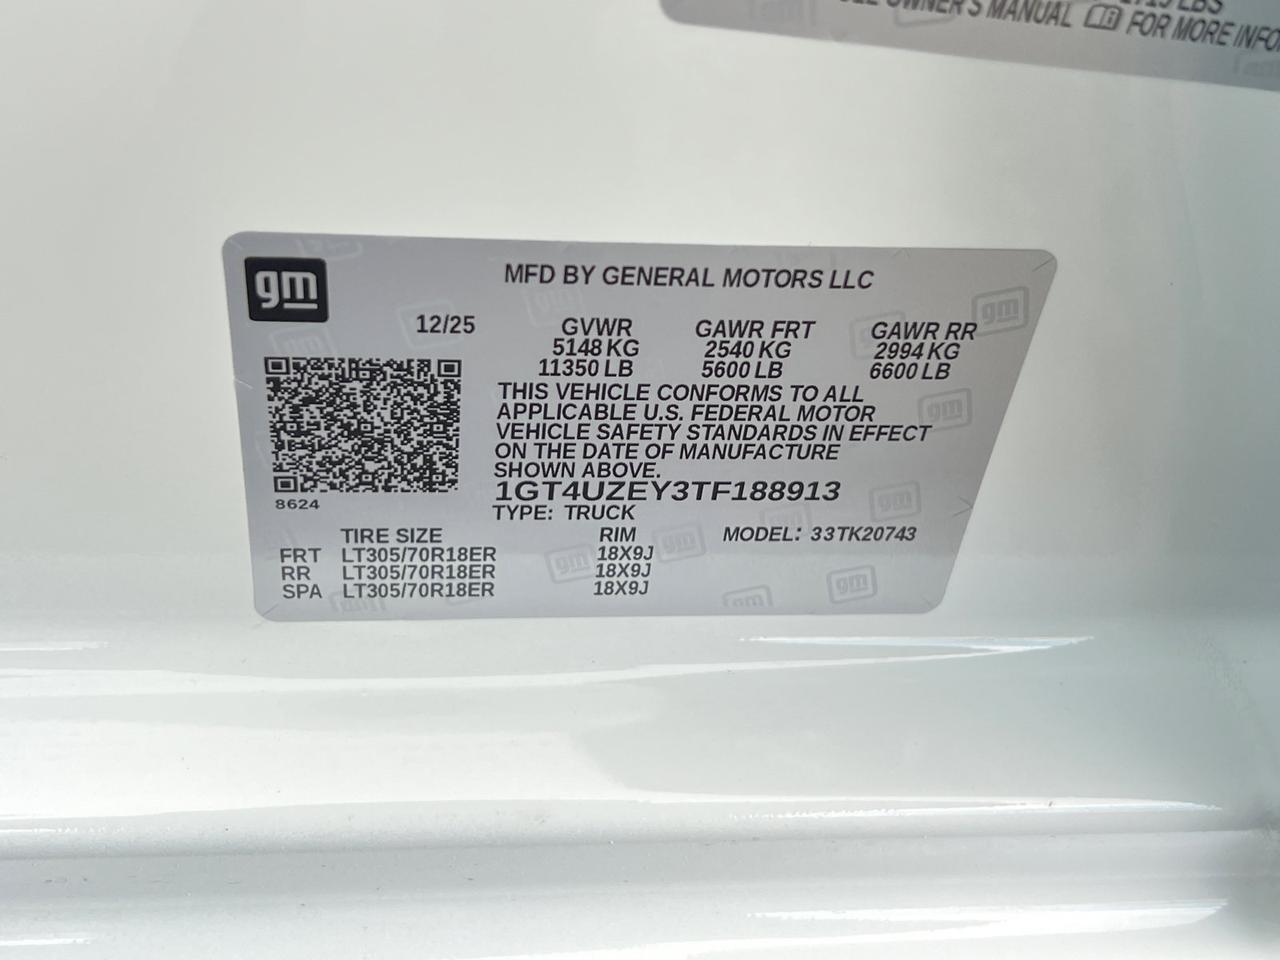 LBS
OWNER'S MANUAL FOR MORE
gm
MFD BY GENERAL MOTORS LLC
12/25 GVWR GAWR FRT GAWR RR
5148 KG 2540 KG 2994 KG
11350 LB 5600 LB 6600 LB
THIS VEHICLE CONFORMS TO ALL
APPLICABLE U.S. FEDERAL MOTOR
VEHICLE SAFETY STANDARDS IN EFFECT
ON THE DATE OF MANUFACTURE
SHOWN ABOVE.
1GT4UZEY3TF188913
8624
TYPE: TRUCK
TIRE SIZE RIM MODEL: 33TK20743
FRT LT305/70R18ER 18X9J
RR LT305/70R18ER 18X9J
SPA LT305/70R18ER 18X9J